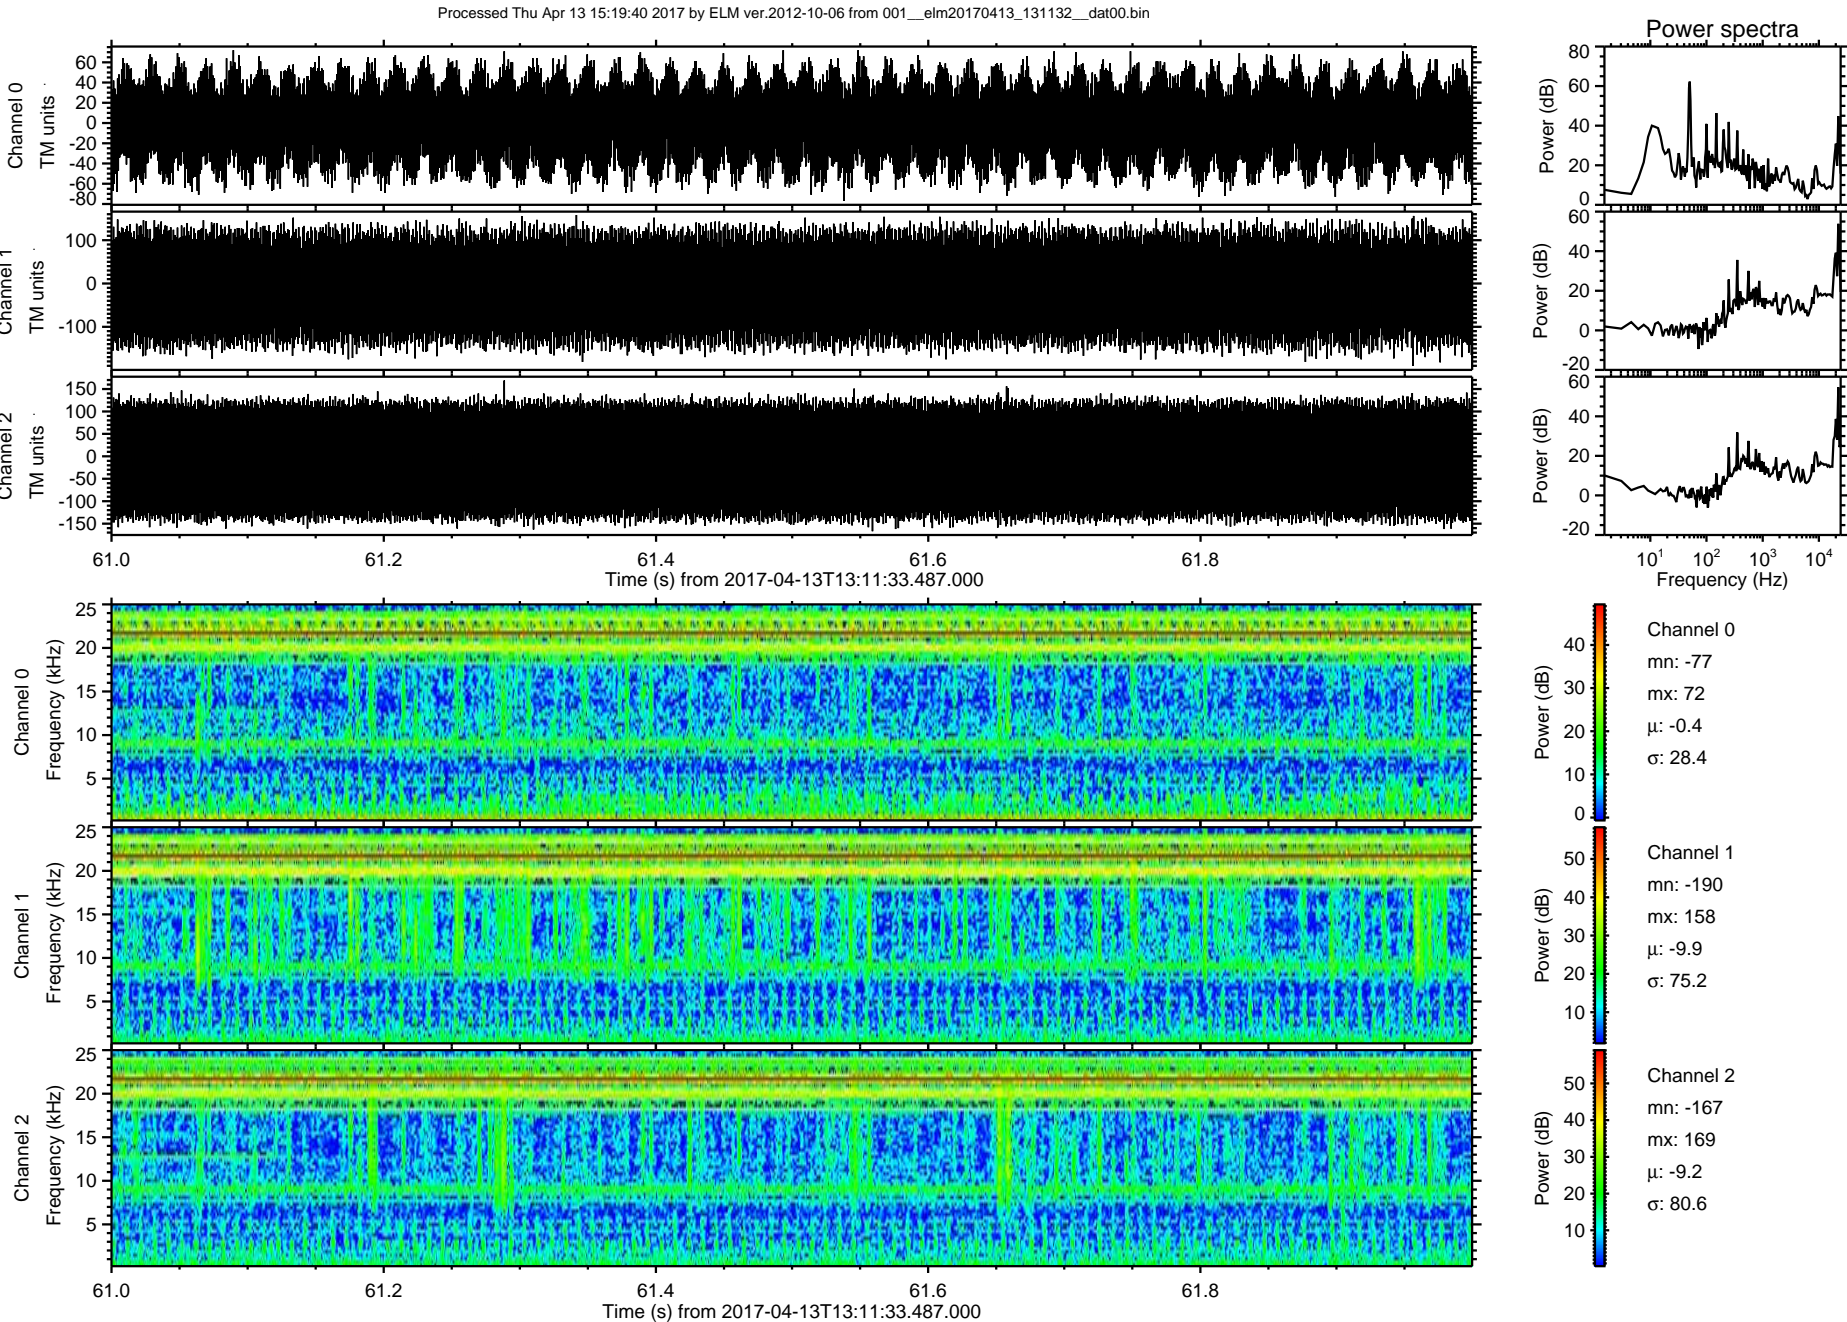 Processed Thu Apr 13 15:19:40 2017 by ELM ver.2012-10-06 from 001__elm20170413_131132__dat00.bin
Power spectra
Channel 0
TM units
60
40
20
0
-20
-40
-60
-80
Power (dB)
80
60
40
20
0
Channel 1
TM units
100
0
-100
Power (dB)
60
40
20
0
-20
Channel 2
TM units
150
100
50
0
-50
-100
-150
Power (dB)
60
40
20
0
-20
61.0 61.2 61.4 61.6 61.8
Time (s) from 2017-04-13T13:11:33.487.000
10^1 10^2 10^3 10^4
Frequency (Hz)
Channel 0
Frequency (kHz)
25
20
15
10
5
Power (dB)
40
30
20
10
0
Channel 0
mn: -77
mx: 72
μ: -0.4
σ: 28.4
Channel 1
Frequency (kHz)
25
20
15
10
5
Power (dB)
50
40
30
20
10
Channel 1
mn: -190
mx: 158
μ: -9.9
σ: 75.2
Channel 2
Frequency (kHz)
25
20
15
10
5
Power (dB)
50
40
30
20
10
Channel 2
mn: -167
mx: 169
μ: -9.2
σ: 80.6
61.0 61.2 61.4 61.6 61.8
Time (s) from 2017-04-13T13:11:33.487.000